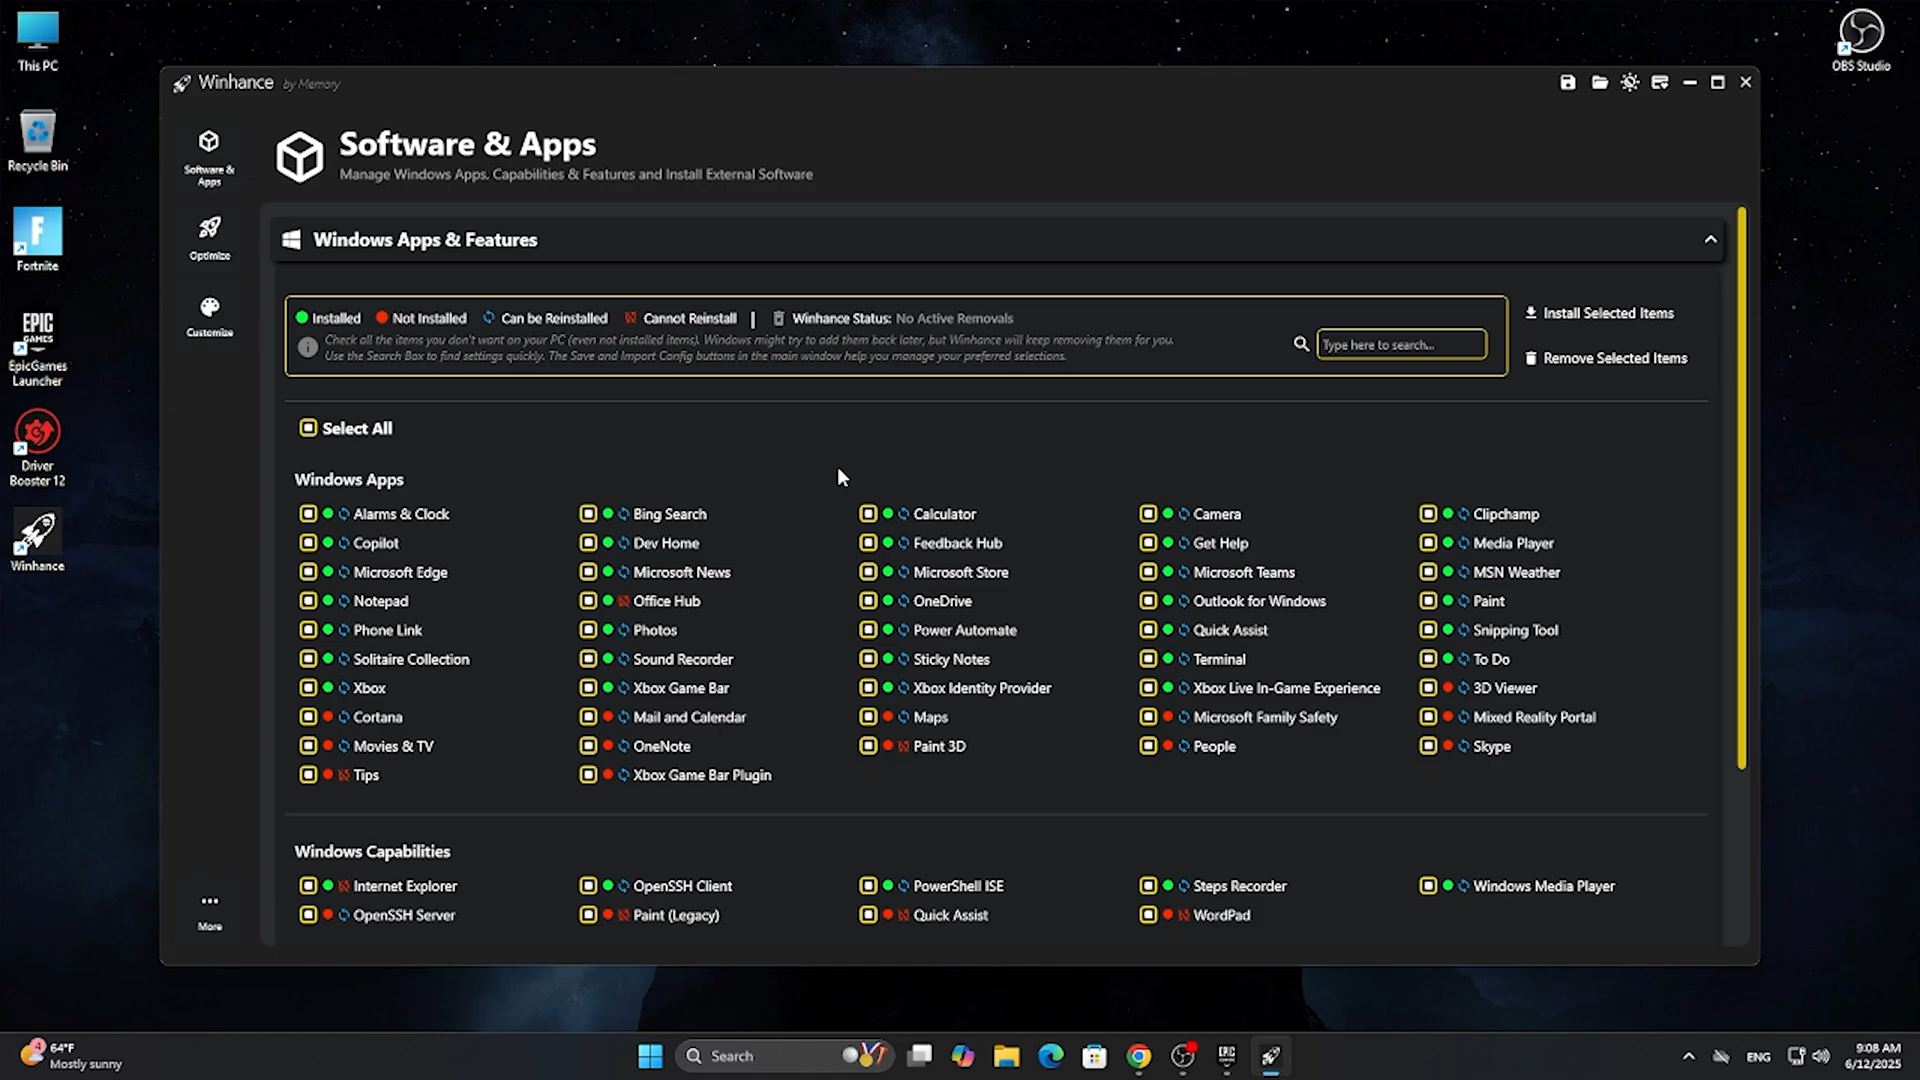 This PC
Recycle Bin
Fortnite
EPIC
GAMES
EpicGames
Launcher
Driver
Booster 12
Winhance
OBS Studio
Winhance by Memory
Software &
Apps
Optimize
Customize
More
Software & Apps
Manage Windows Apps, Capabilities & Features and Install External Software
Windows Apps & Features
Installed Not Installed Can be Reinstalled Cannot Reinstall | Winhance Status: No Active Removals
Check all the items you don't want on your PC (even not installed items). Windows might try to add them back later, but Winhance will keep removing them for you.
Use the Search Box to find settings quickly. The Save and Import Config buttons in the main window help you manage your preferred selections.
Type here to search...
Install Selected Items
Remove Selected Items
Select All
Windows Apps
Alarms & Clock Bing Search Calculator Camera Clipchamp
Copilot Dev Home Feedback Hub Get Help Media Player
Microsoft Edge Microsoft News Microsoft Store Microsoft Teams MSN Weather
Notepad Office Hub OneDrive Outlook for Windows Paint
Phone Link Photos Power Automate Quick Assist Snipping Tool
Solitaire Collection Sound Recorder Sticky Notes Terminal To Do
Xbox Xbox Game Bar Xbox Identity Provider Xbox Live In-Game Experience 3D Viewer
Cortana Mail and Calendar Maps Microsoft Family Safety Mixed Reality Portal
Movies & TV OneNote Paint 3D People Skype
Tips Xbox Game Bar Plugin
Windows Capabilities
Internet Explorer OpenSSH Client PowerShell ISE Steps Recorder Windows Media Player
OpenSSH Server Paint (Legacy) Quick Assist WordPad
4
64°F
Mostly sunny
Search
EPIC
ENG
9:08 AM
6/12/2025